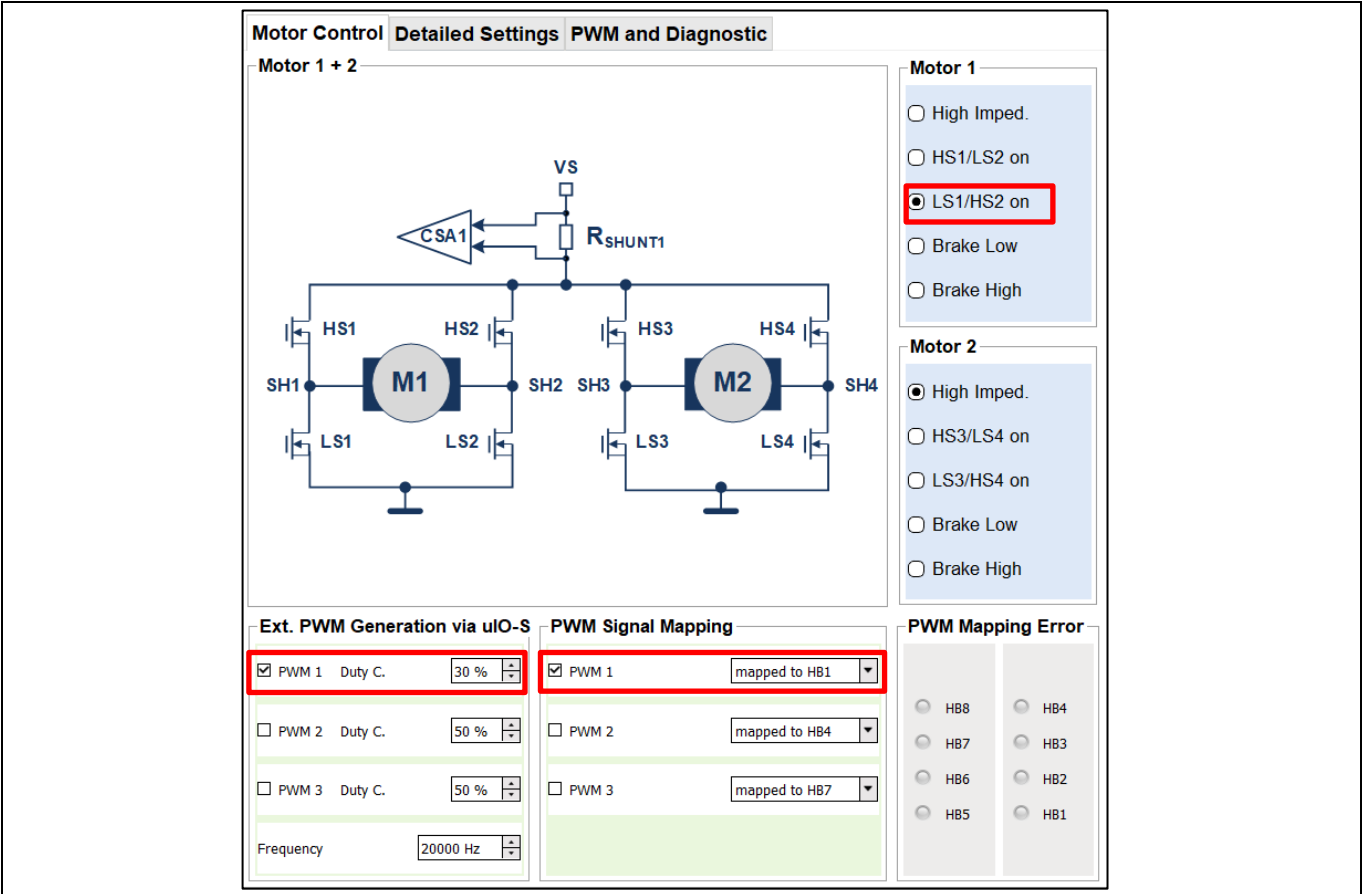 Motor Control Detailed Settings PWM and Diagnostic
Motor 1 + 2
VS
CSA1
RSHUNT1
HS1 HS2 HS3 HS4
SH1 M1 SH2 SH3 M2 SH4
LS1 LS2 LS3 LS4
Motor 1
High Imped.
HS1/LS2 on
LS1/HS2 on
Brake Low
Brake High
Motor 2
High Imped.
HS3/LS4 on
LS3/HS4 on
Brake Low
Brake High
Ext. PWM Generation via uIO-S
PWM 1 Duty C. 30 %
PWM 2 Duty C. 50 %
PWM 3 Duty C. 50 %
Frequency 20000 Hz
PWM Signal Mapping
PWM 1 mapped to HB1
PWM 2 mapped to HB4
PWM 3 mapped to HB7
PWM Mapping Error
HB8 HB4
HB7 HB3
HB6 HB2
HB5 HB1